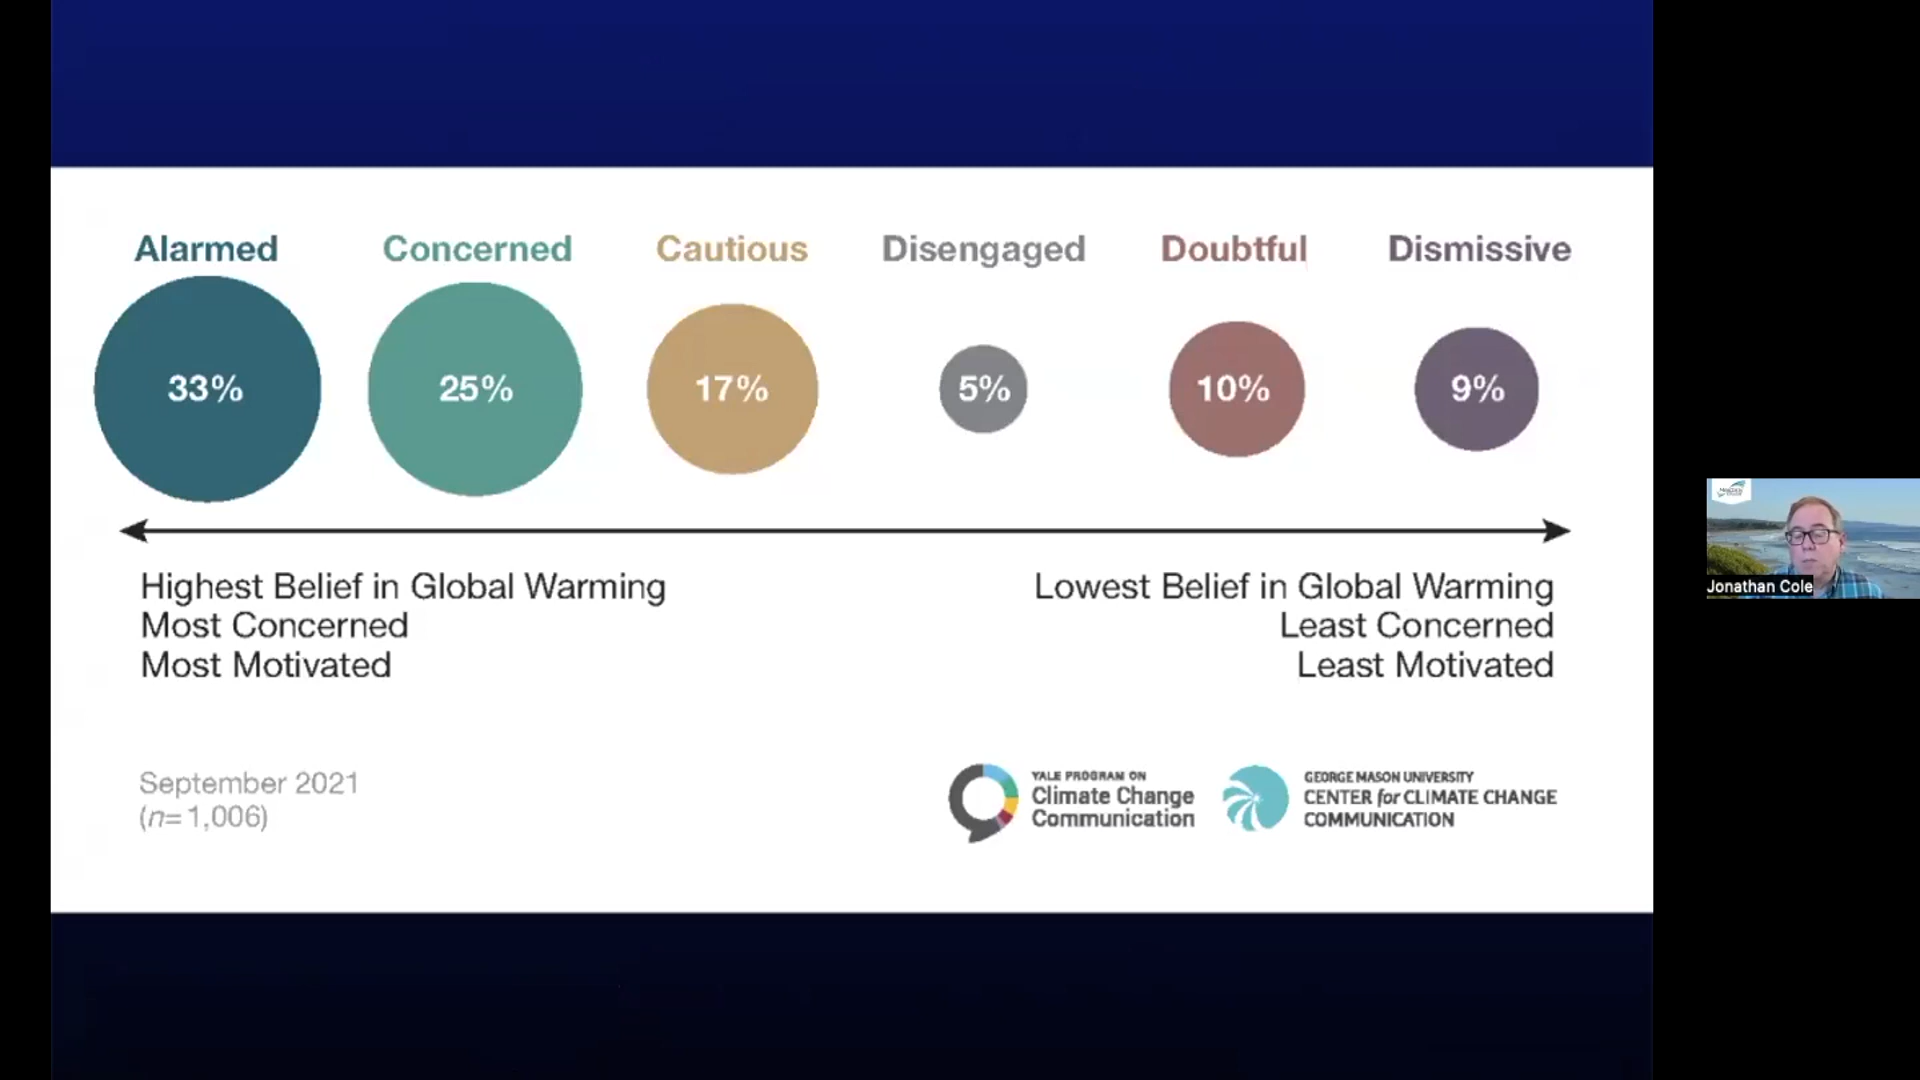 Alarmed Concerned Cautious Disengaged Doubtful Dismissive
33% 25% 17% 5% 10% 9%
Highest Belief in Global Warming
Most Concerned
Most Motivated
Lowest Belief in Global Warming
Least Concerned
Least Motivated
September 2021
(n=1,006)
YALE PROGRAM ON
Climate Change
Communication
GEORGE MASON UNIVERSITY
CENTER for CLIMATE CHANGE
COMMUNICATION
Jonathan Cole